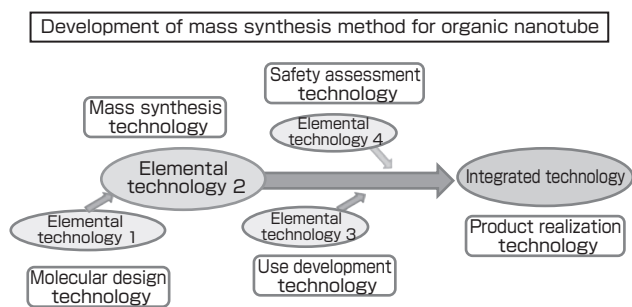 Development of mass synthesis method for organic nanotube
Safety assessment
technology
Mass synthesis
technology
Elemental
technology 4
Elemental
technology 2
Integrated technology
Elemental
technology 1
Elemental
technology 3
Product realization
technology
Molecular design
technology
Use development
technology